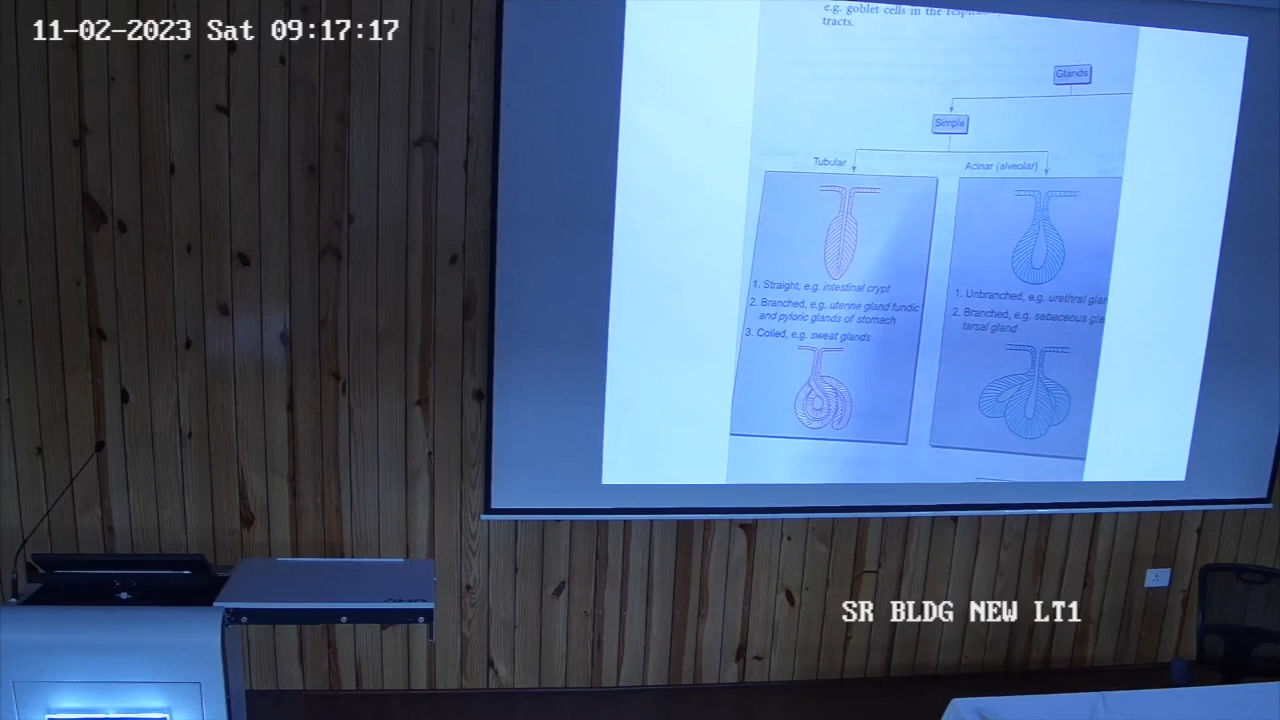 11-02-2023 Sat 09:17:17
e.g. goblet cells in the
tracts.
Glands
Simple
Tubular
Acinar (alveolar)
1. Straight, e.g. intestinal crypt
2. Branched, e.g. uterine gland fundic
and pyloric glands of stomach
3. Coiled, e.g. sweat glands
1. Unbranched, e.g. urethral
2. Branched, e.g. sebaceous
tarsal gland
SR BLDG NEW LT1